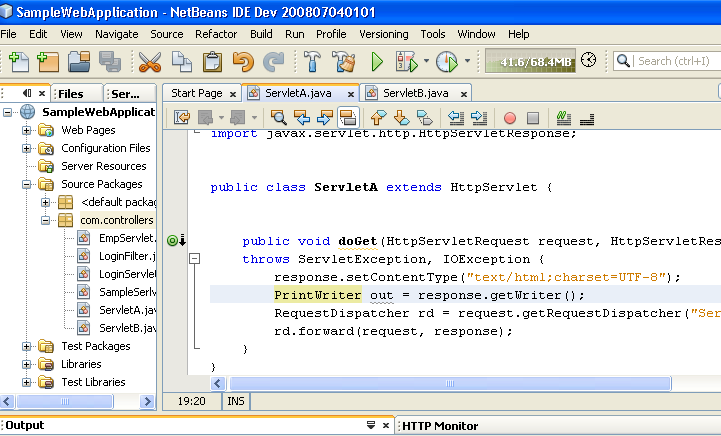 SampleWebApplication - NetBeans IDE Dev 200807040101
File Edit View Navigate Source Refactor Build Run Profile Versioning Tools Window Help
41.6/68.4MB Search (ctrl+I)
Files Ser... Start Page ServletA.java ServletB.java
SampleWebApplicat
Web Pages
Configuration Files
Server Resources
Source Packages
<default packag
com.controllers
EmpServlet.
LoginFilter.j
LoginServle
SampleServl
ServletA.jav
ServletB.jav
Test Packages
Libraries
Test Libraries
import javax.servlet.http.HttpServletResponse;
public class ServletA extends HttpServlet {
public void doGet(HttpServletRequest request, HttpServletRes
throws ServletException, IOException {
response.setContentType("text/html;charset=UTF-8");
PrintWriter out = response.getWriter();
RequestDispatcher rd = request.getRequestDispatcher("Ser
rd.forward(request, response);
}
}
19:20 INS
Output HTTP Monitor